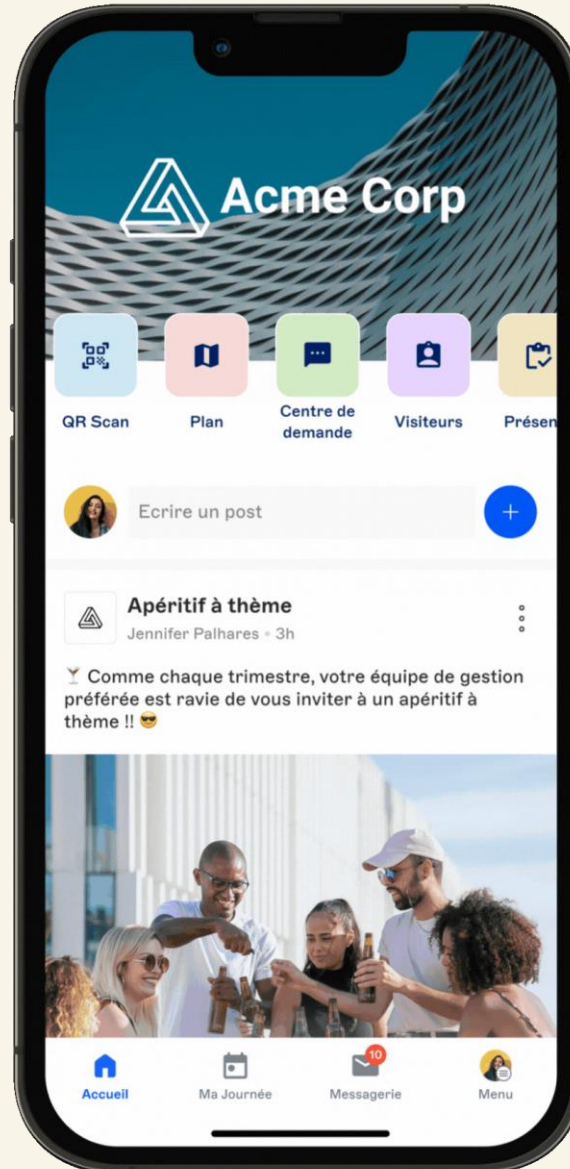 Acme Corp
QR Scan
Plan
Centre de
demande
Visiteurs
Présen
Ecrire un post
Apéritif à thème
Jennifer Palhares • 3h
🍸 Comme chaque trimestre, votre équipe de gestion
préférée est ravie de vous inviter à un apéritif à
thème !! 😎
10
Accueil
Ma Journée
Messagerie
Menu